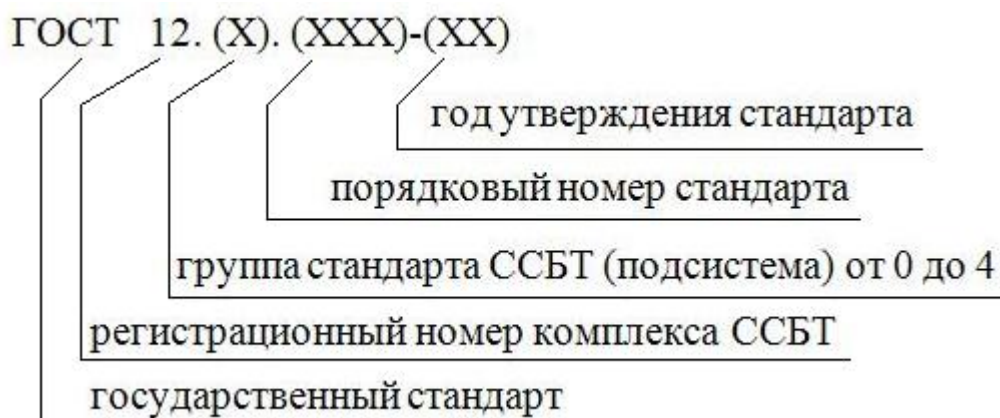 ГОСТ 12. (X). (XXX)-(XX)
год утверждения стандарта
порядковый номер стандарта
группа стандарта ССБТ (подсистема) от 0 до 4
регистрационный номер комплекса ССБТ
государственный стандарт